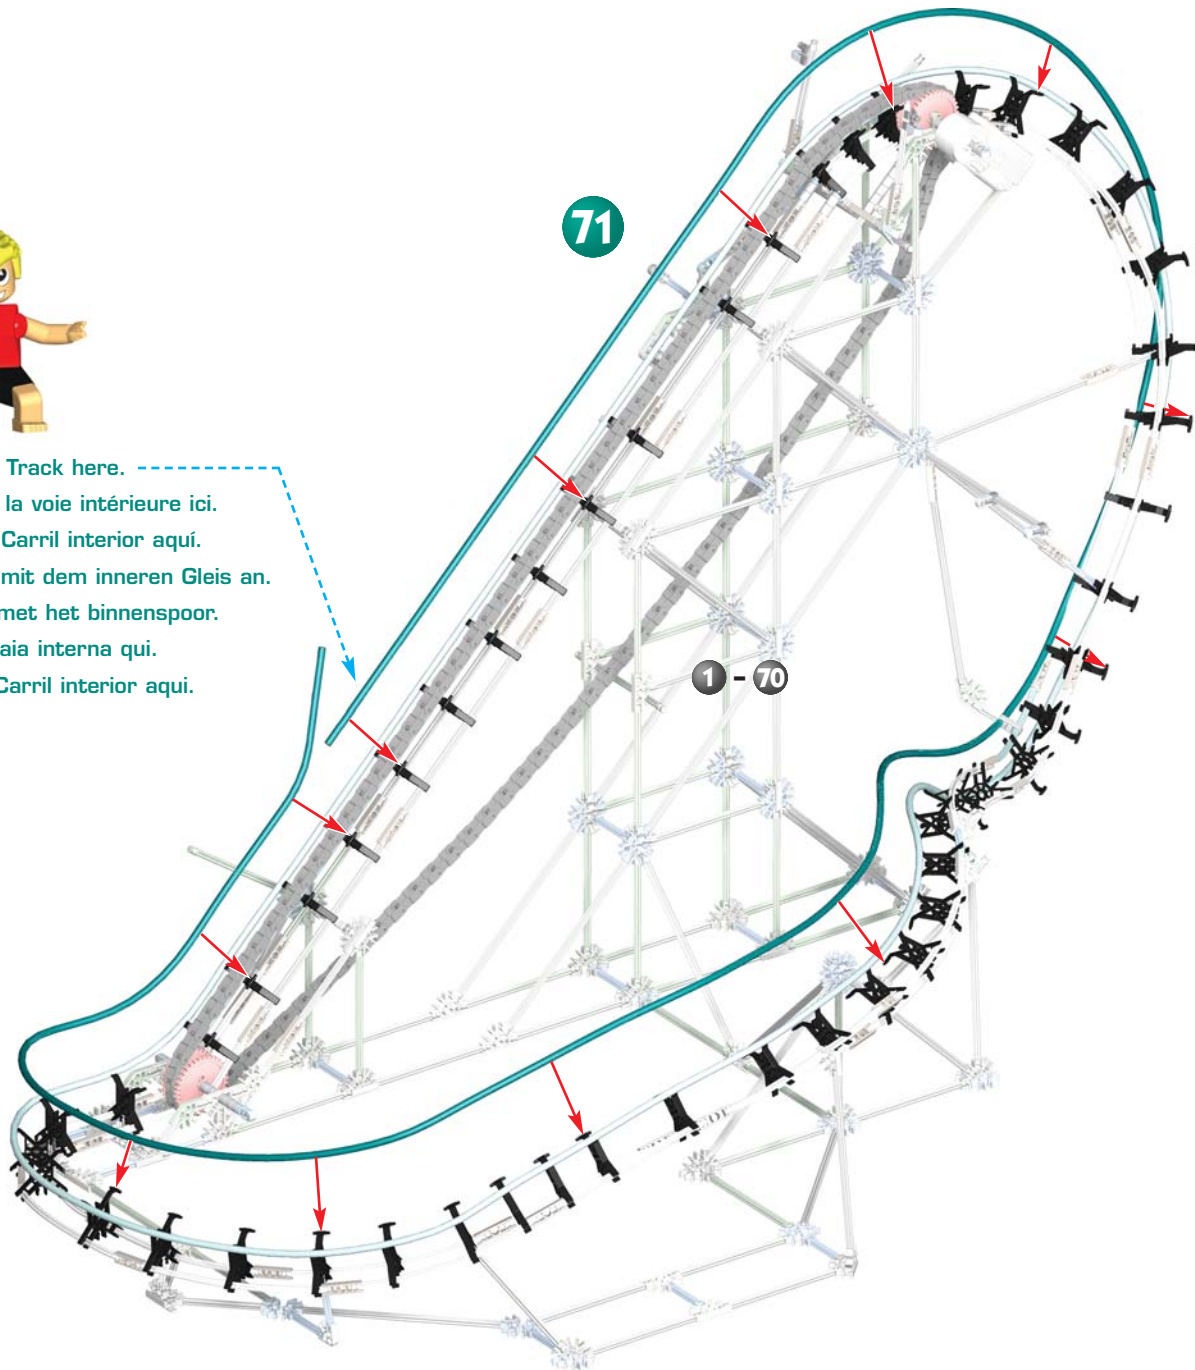 71
Track here.
la voie intérieure ici.
Carril interior aquí.
mit dem inneren Gleis an.
met het binnenspoor.
aia interna qui.
Carril interior aqui.
1 - 70